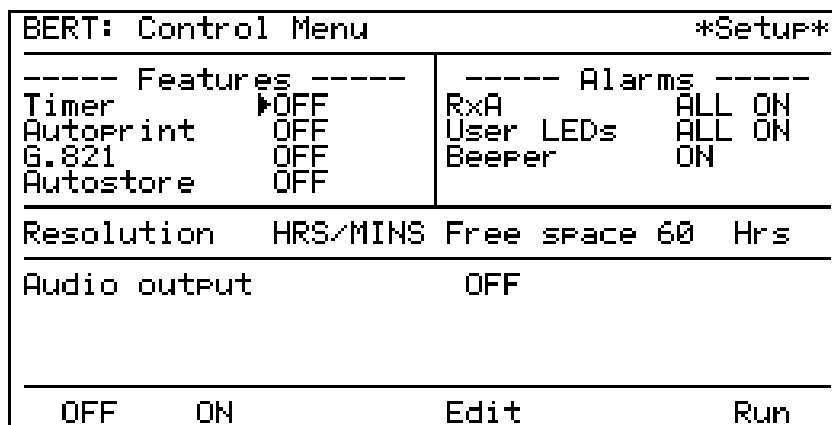 BERT: Control Menu *Setup*
----- Features ----- ----- Alarms -----
Timer OFF RxA ALL ON
Autoprint OFF User LEDs ALL ON
G.821 OFF Beeper ON
Autostore OFF
Resolution HRS/MINS Free space 60 Hrs
Audio output OFF
OFF ON Edit Run